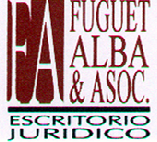 FA
FUGUET
ALBA
& ASOC.
ESCRITORIO
JURIDICO